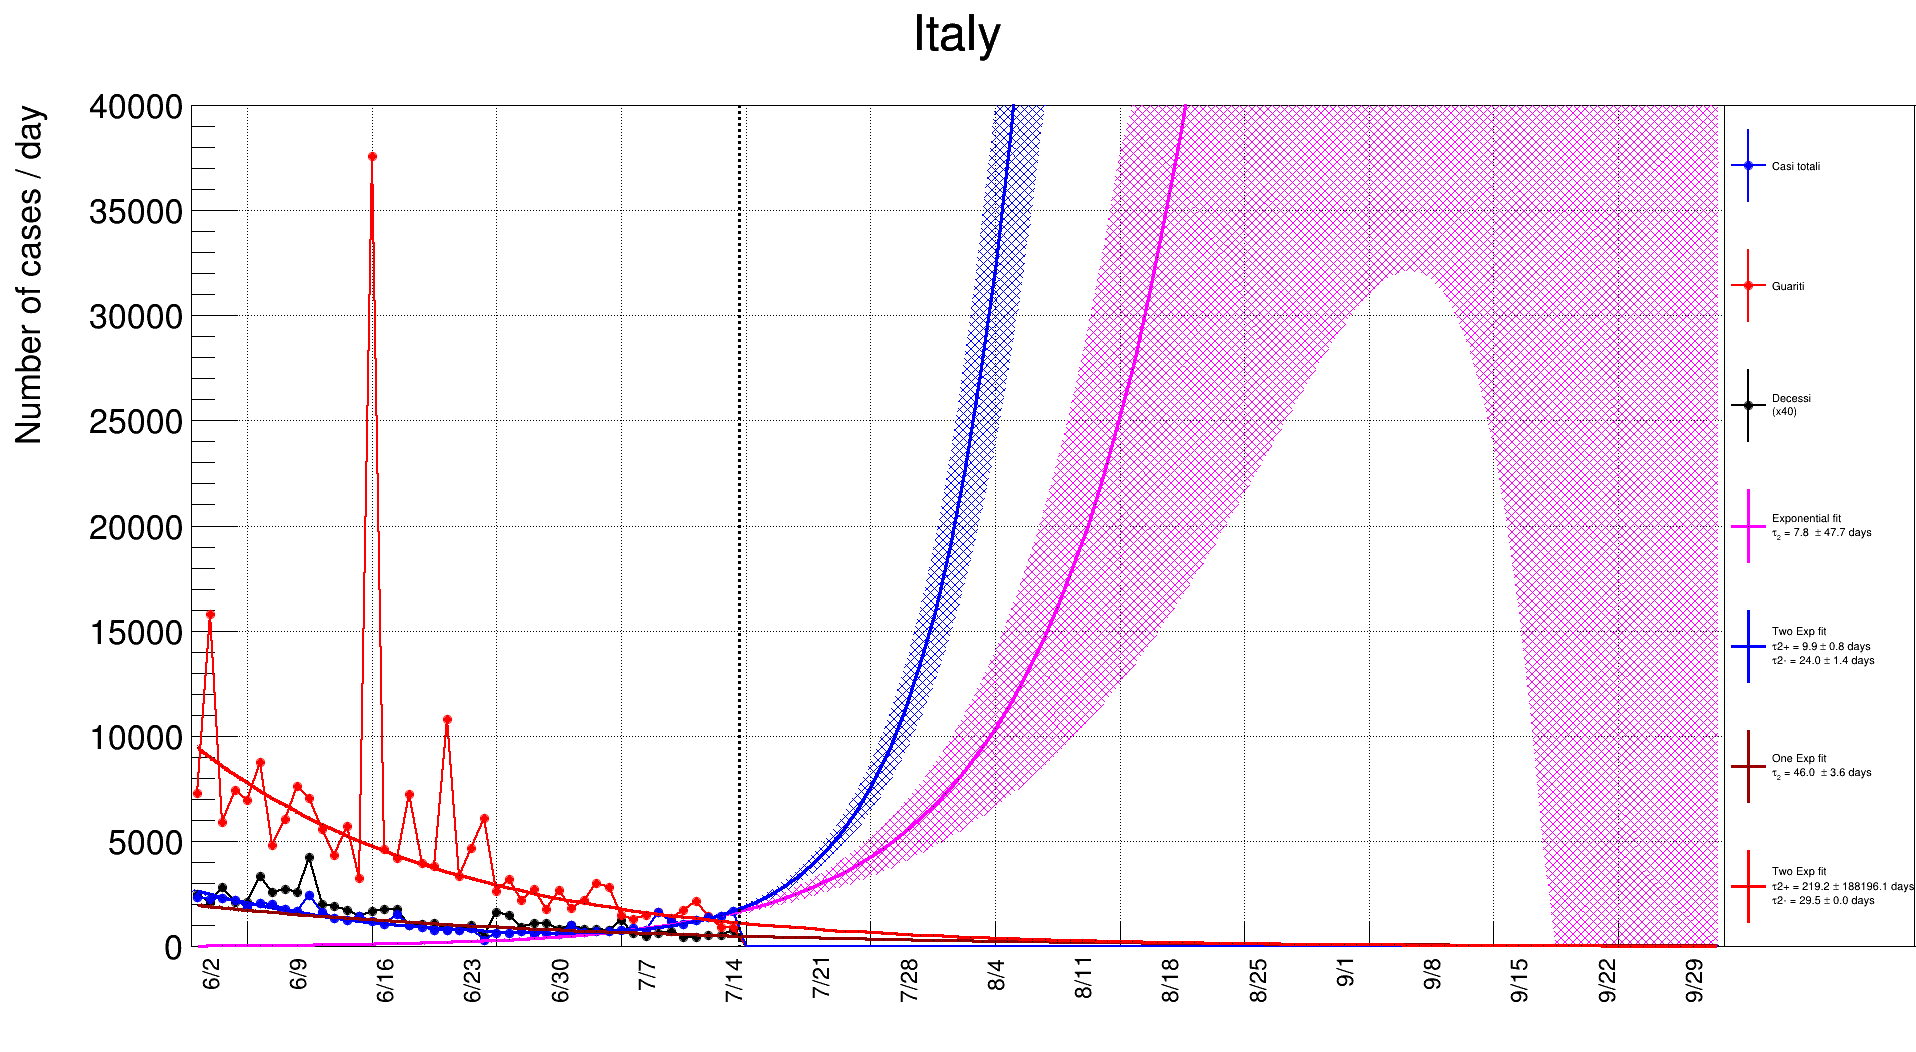 Italy
Number of cases / day
40000
35000
30000
25000
20000
15000
10000
5000
0
6/2 6/9 6/16 6/23 6/30 7/7 7/14 7/21 7/28 8/4 8/11 8/18 8/25 9/1 9/8 9/15 9/22 9/29
Casi totali
Guariti
Decessi
(x40)
Exponential fit
τ2 = 7.8 ± 47.7 days
Two Exp fit
τ2+ = 9.9 ± 0.8 days
τ2- = 24.0 ± 1.4 days
One Exp fit
τ2 = 46.0 ± 3.6 days
Two Exp fit
τ2+ = 219.2 ± 188196.1 days
τ2- = 29.5 ± 0.0 days